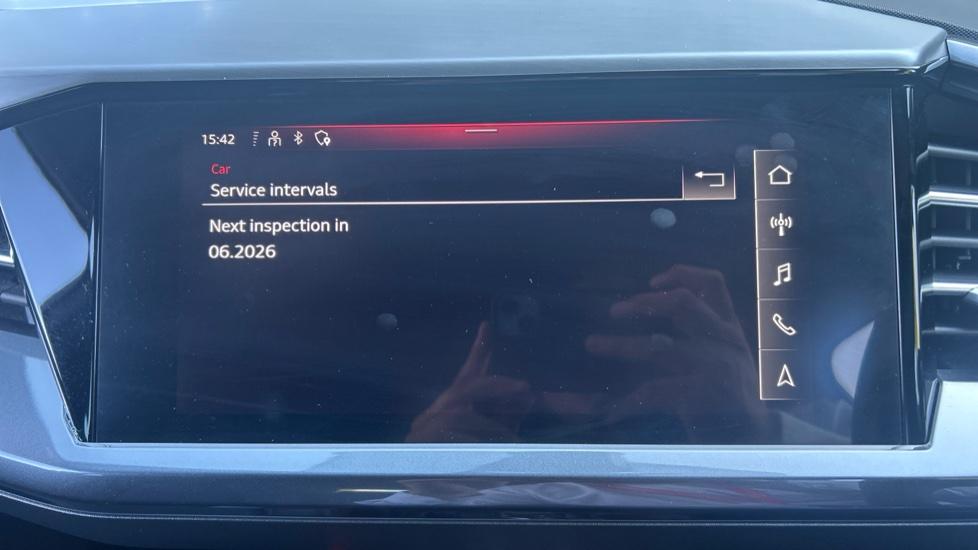 15:42
Car
Service intervals
Next inspection in
06.2026